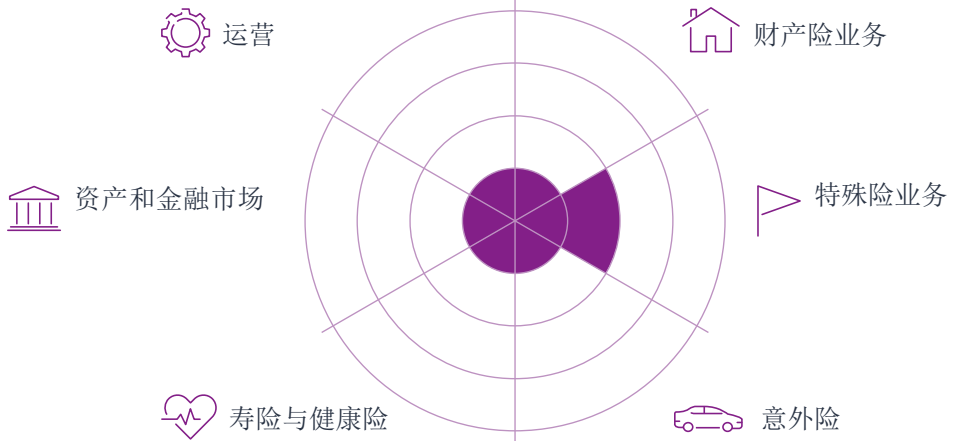 运营
财产险业务
资产和金融市场
特殊险业务
寿险与健康险
意外险